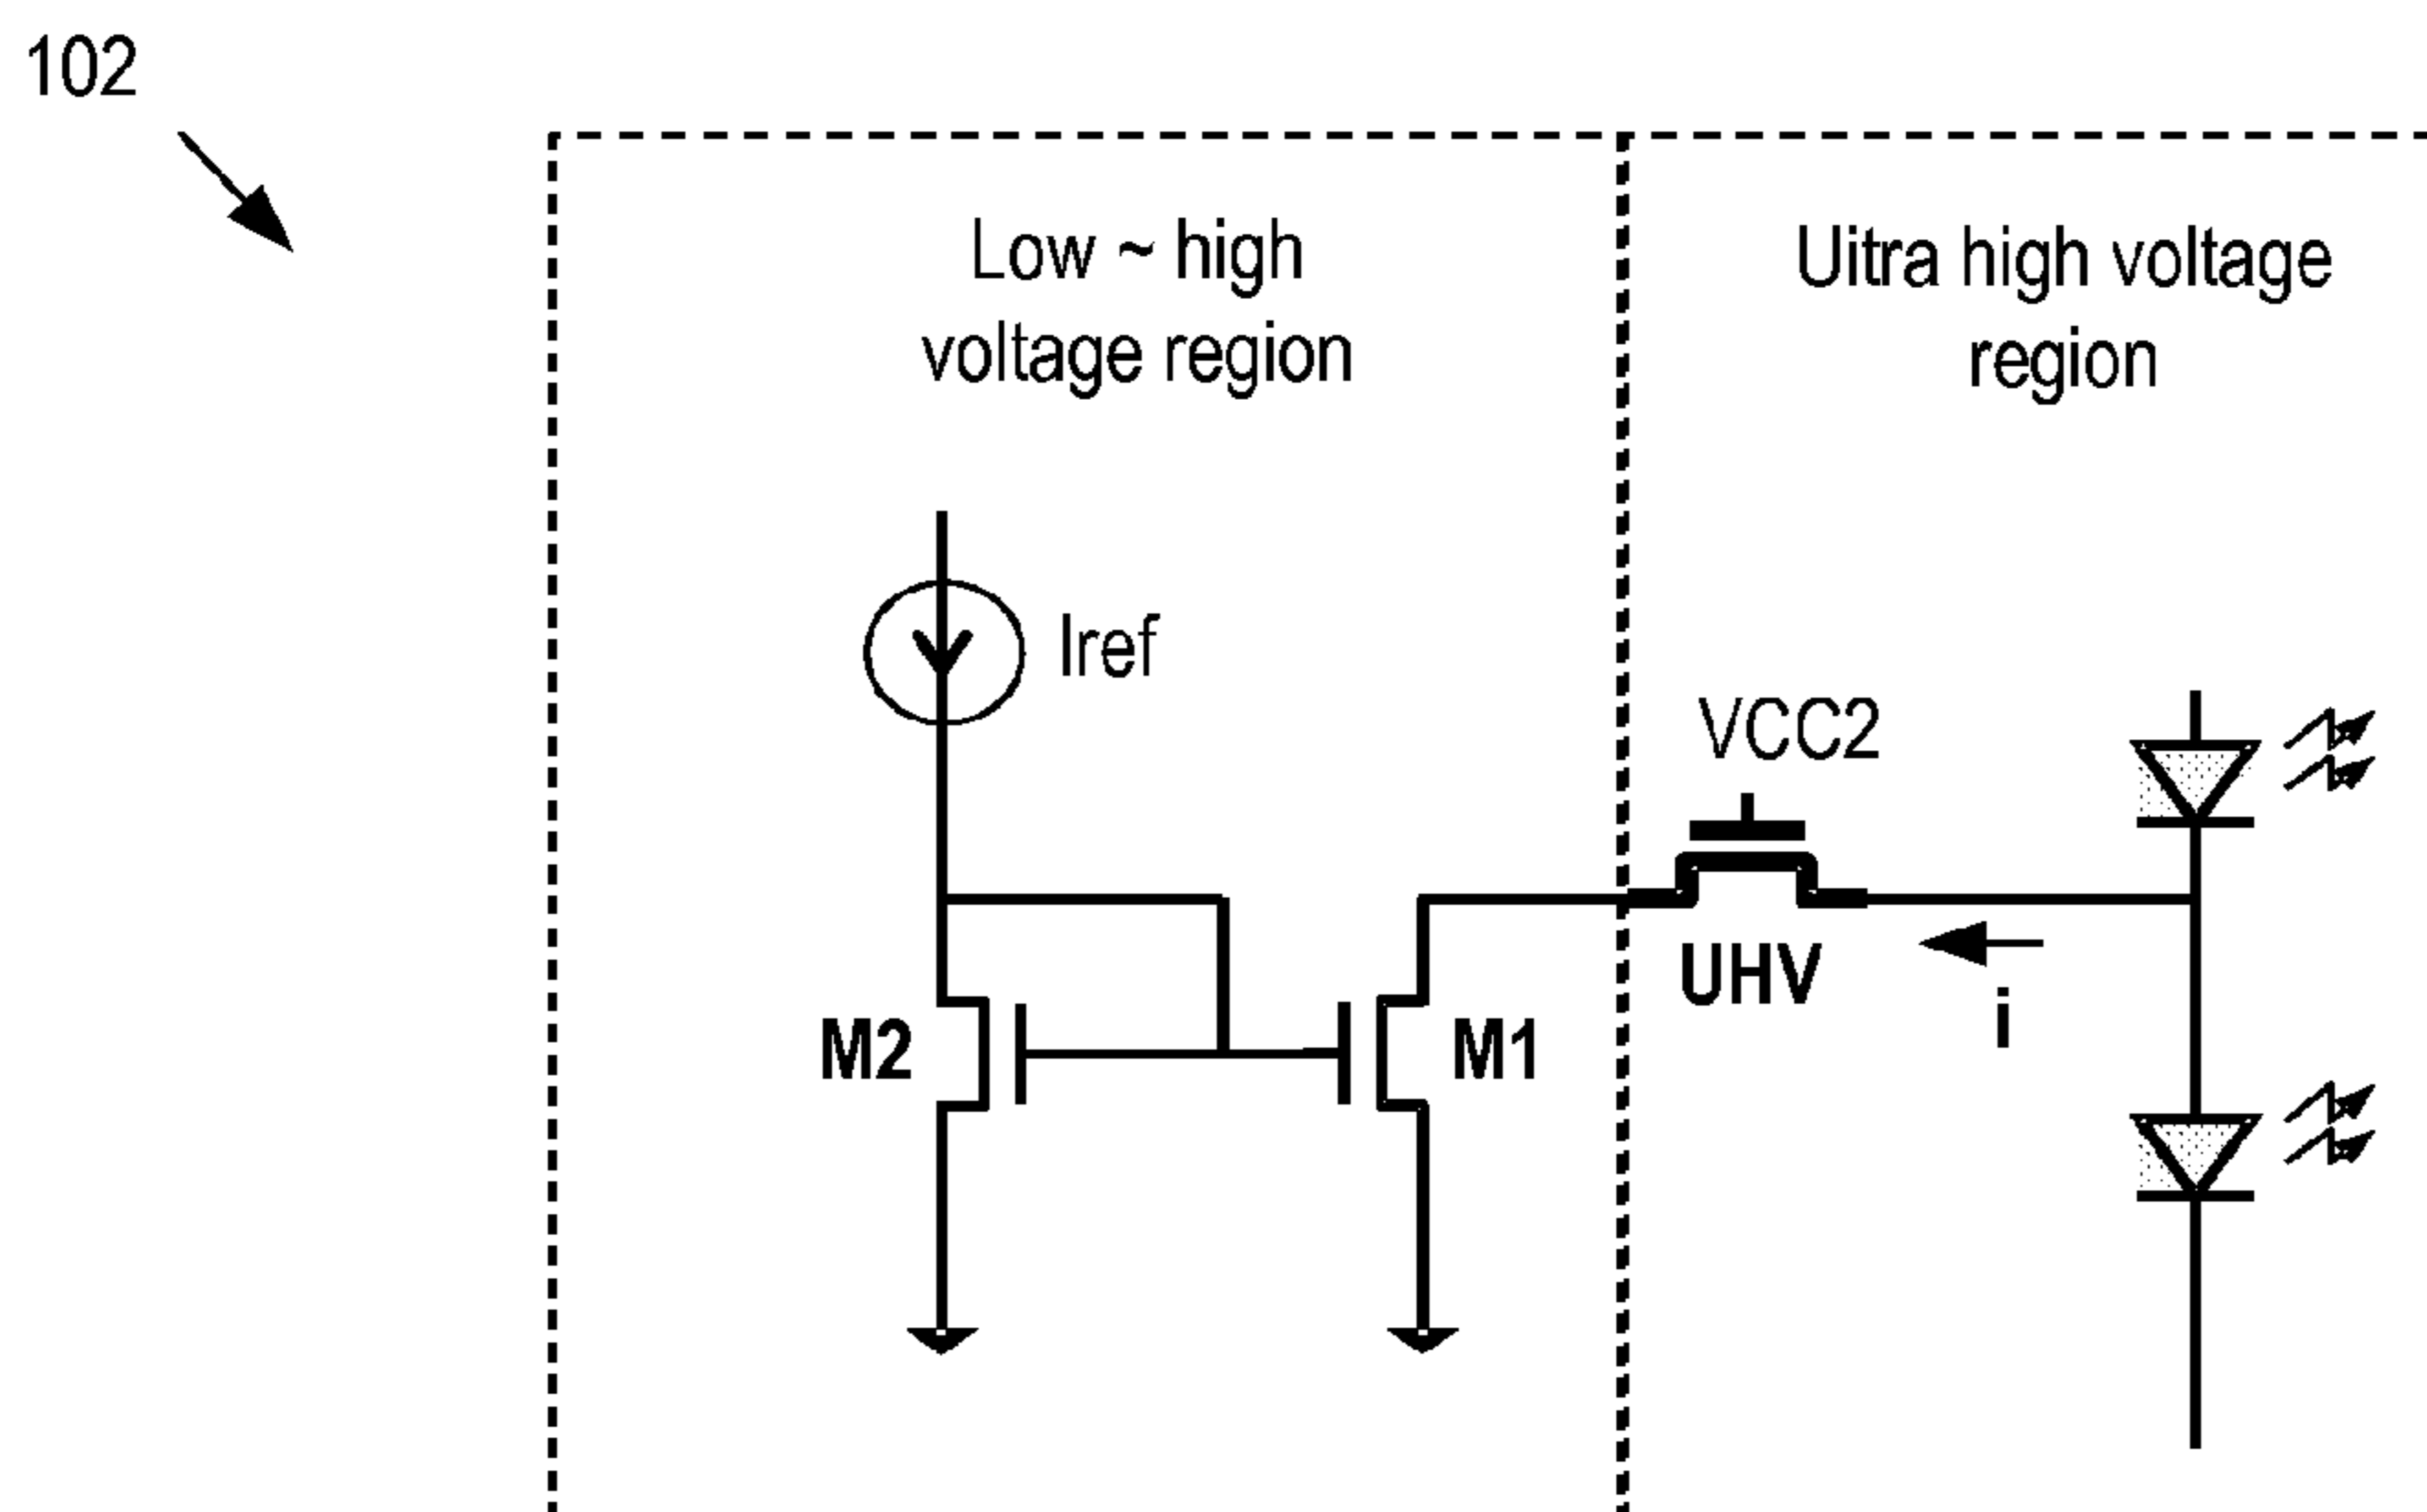 102
Low ~ high
voltage region
Uitra high voltage
region
Iref
VCC2
UHV
i
M2
M1